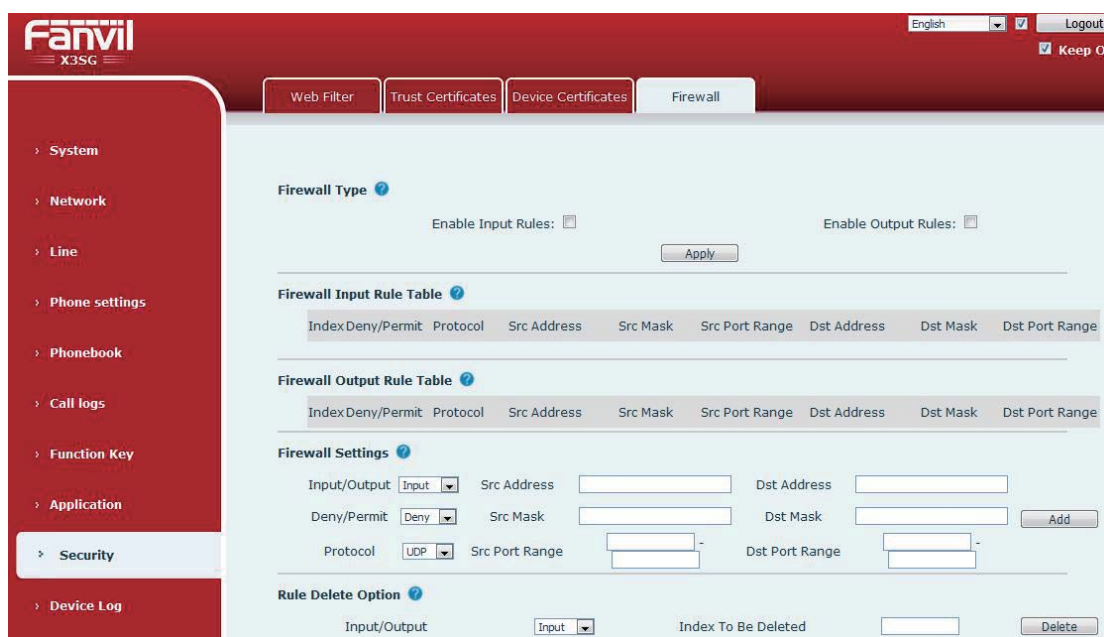 Fanvil
X3SG
English
Logout
Keep O
Web Filter
Trust Certificates
Device Certificates
Firewall
System
Network
Line
Phone settings
Phonebook
Call logs
Function Key
Application
Security
Device Log
Firewall Type ?
Enable Input Rules:
Enable Output Rules:
Apply
Firewall Input Rule Table ?
Index Deny/Permit Protocol Src Address Src Mask Src Port Range Dst Address Dst Mask Dst Port Range
Firewall Output Rule Table ?
Index Deny/Permit Protocol Src Address Src Mask Src Port Range Dst Address Dst Mask Dst Port Range
Firewall Settings ?
Input/Output Input Src Address Dst Address
Deny/Permit Deny Src Mask Dst Mask Add
Protocol UDP Src Port Range - Dst Port Range -
Rule Delete Option ?
Input/Output Input Index To Be Deleted Delete